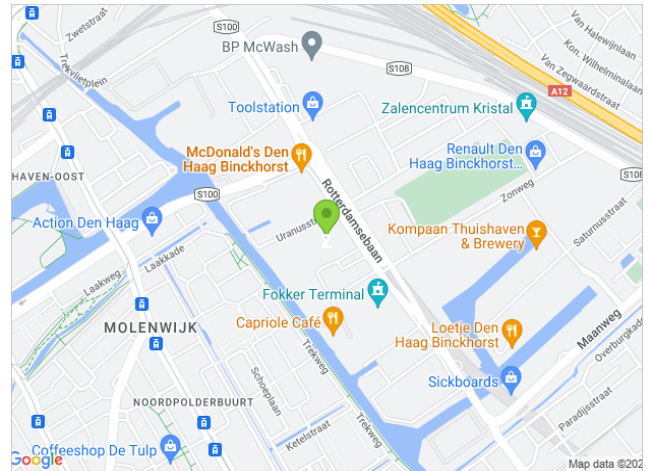 Zwetstraat
S100
BP McWash
Trekvlietplein
S108
Van Halewijnlaan
Kon. Wilhelminalaan
Van Zegwaardstraat
A12
Toolstation
Zalencentrum Kristal
McDonald's Den
Haag Binckhorst
Renault Den
Haag Binckhorst...
HAVEN-OOST
S100
Rotterdamsebaan
Zonweg
S108
Action Den Haag
Uranusstr
Z
Kompaan Thuishaven
& Brewery
Saturnusstraat
Laakweg
Laakkade
Fokker Terminal
MOLENWIJK
Capriole Café
Trekweg
Loetje Den
Haag Binckhorst
Maanweg
Overburgkade
Schoeplaan
Sickboards
NOORDPOLDERBUURT
Paradijsstraat
Coffeeshop De Tulp
Ketelstraat
Trekweg
Google
Map data ©202